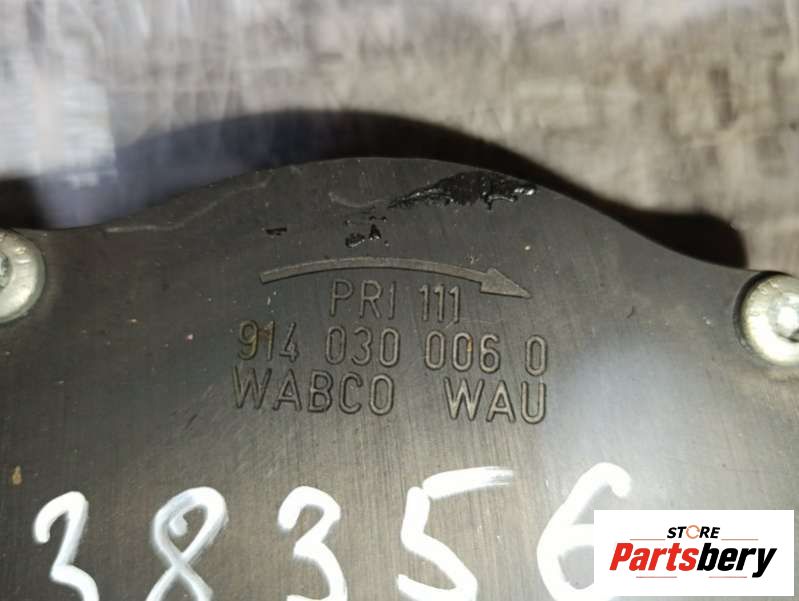 PRI 111
914 030 006 0
WABCO WAU
38356
STORE
Partsbery